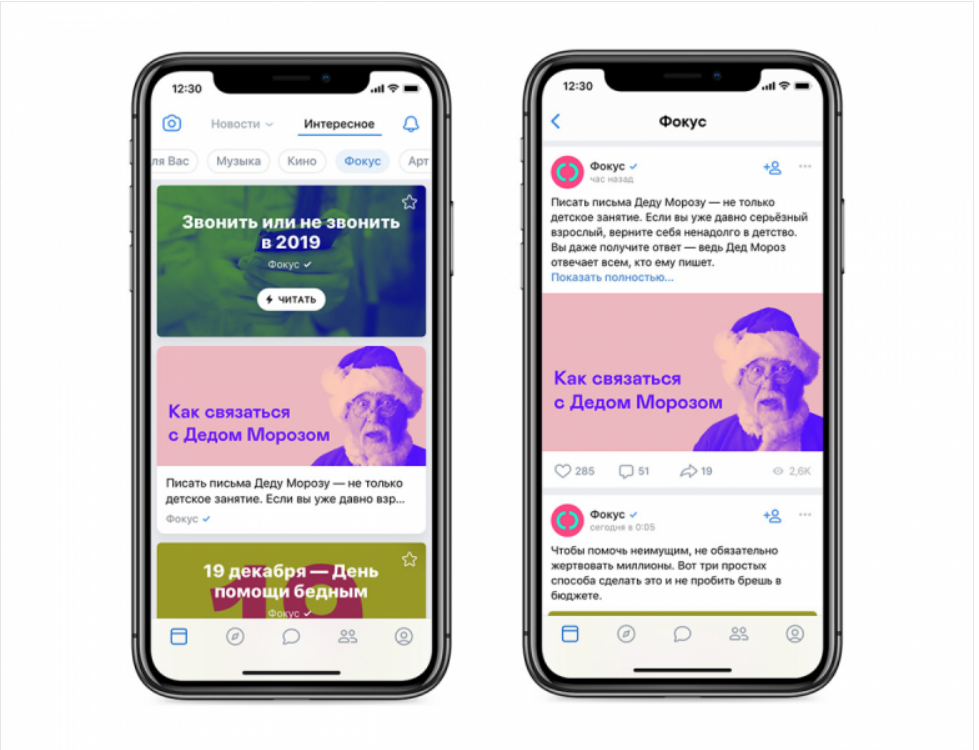 12:30
Новости
Интересное
ля Вас
Музыка
Кино
Фокус
Арт
Звонить или не звонить
в 2019
Фокус
ЧИТАТЬ
Как связаться
с Дедом Морозом
Писать письма Деду Морозу — не только
детское занятие. Если вы уже давно взр...
Фокус
19
19 декабря — День
помощи бедным
Фокус
12:30
Фокус
Фокус
час назад
Писать письма Деду Морозу — не только
детское занятие. Если вы уже давно серьёзный
взрослый, верните себя ненадолго в детство.
Вы даже получите ответ — ведь Дед Мороз
отвечает всем, кто ему пишет.
Показать полностью...
Как связаться
с Дедом Морозом
285
51
19
2,6K
Фокус
сегодня в 0:05
Чтобы помочь неимущим, не обязательно
жертвовать миллионы. Вот три простых
способа сделать это и не пробить брешь в
бюджете.